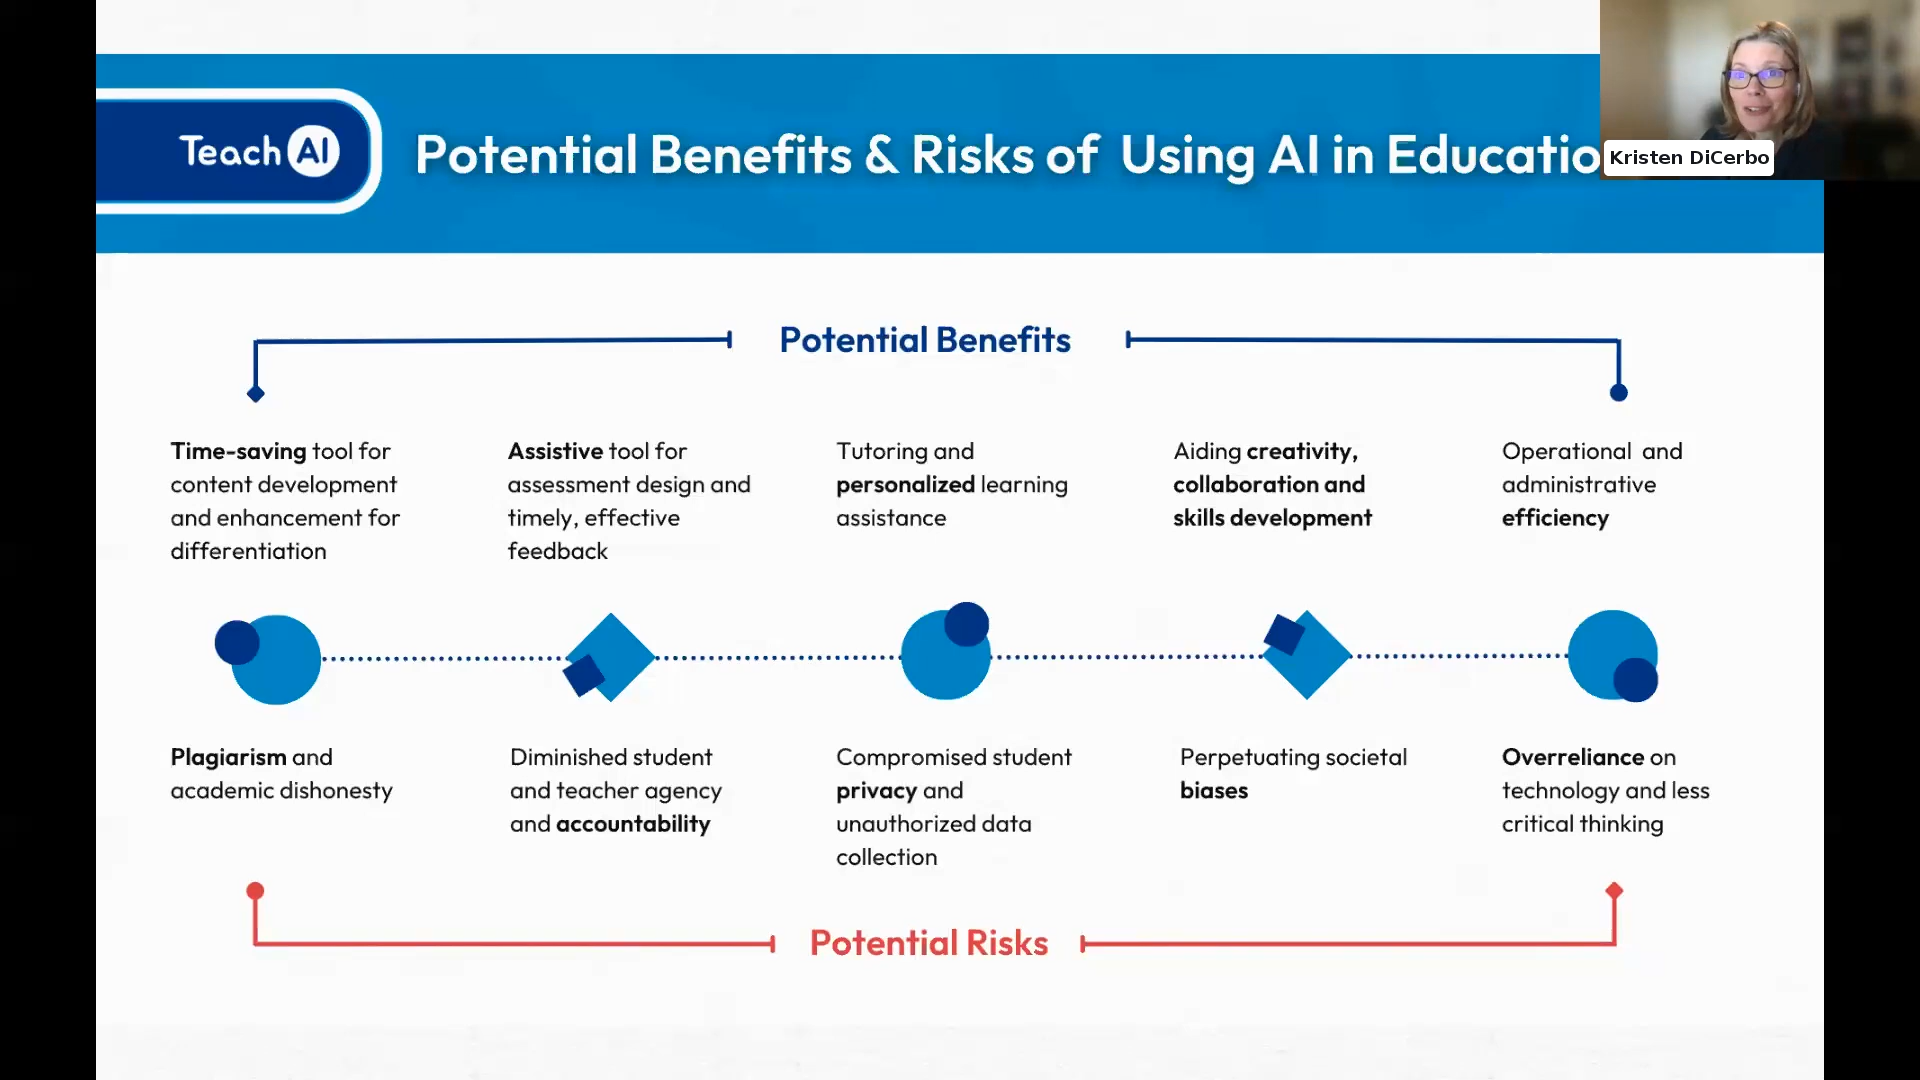 Teach AI
Potential Benefits & Risks of Using AI in Educatio
Kristen DiCerbo
Potential Benefits
Time-saving tool for
content development
and enhancement for
differentiation
Assistive tool for
assessment design and
timely, effective
feedback
Tutoring and
personalized learning
assistance
Aiding creativity,
collaboration and
skills development
Operational and
administrative
efficiency
Plagiarism and
academic dishonesty
Diminished student
and teacher agency
and accountability
Compromised student
privacy and
unauthorized data
collection
Perpetuating societal
biases
Overreliance on
technology and less
critical thinking
Potential Risks